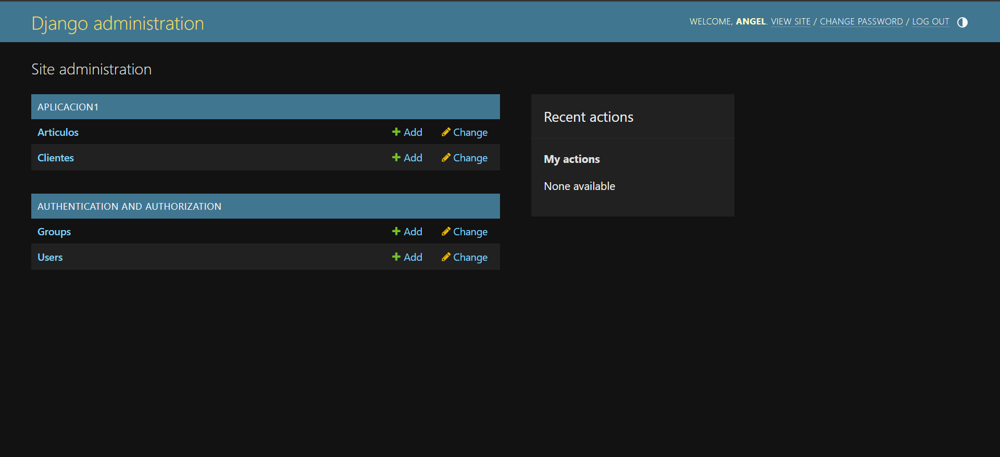 Django administration
WELCOME, ANGEL. VIEW SITE / CHANGE PASSWORD / LOG OUT
Site administration
APLICACION1
Articulos Add Change
Clientes Add Change
AUTHENTICATION AND AUTHORIZATION
Groups Add Change
Users Add Change
Recent actions
My actions
None available